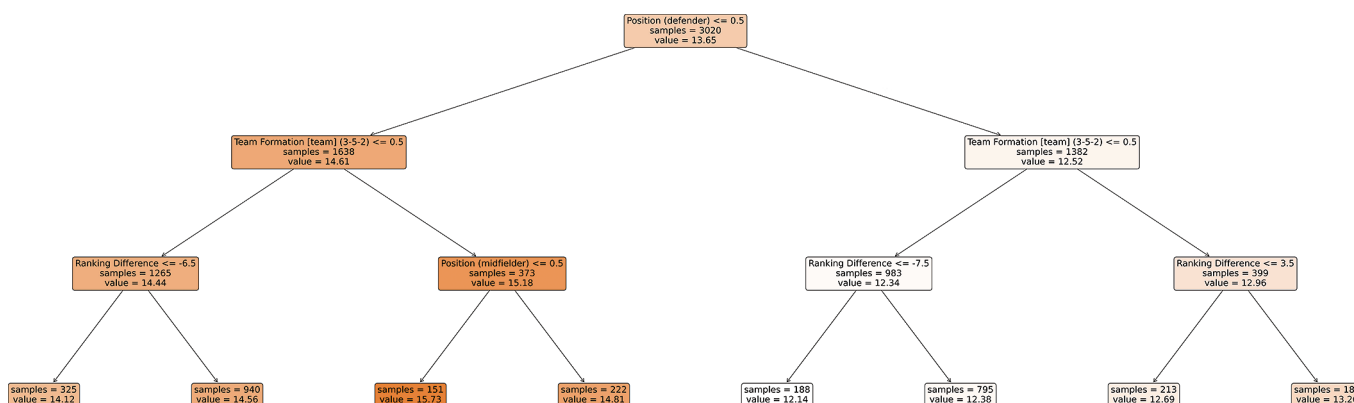 Position (defender) <= 0.5
samples = 3020
value = 13.65
Team Formation [team] (3-5-2) <= 0.5
samples = 1638
value = 14.61
Team Formation [team] (3-5-2) <= 0.5
samples = 1382
value = 12.52
Ranking Difference <= -6.5
samples = 1265
value = 14.44
Position (midfielder) <= 0.5
samples = 373
value = 15.18
Ranking Difference <= -7.5
samples = 983
value = 12.34
Ranking Difference <= 3.5
samples = 399
value = 12.96
samples = 325
value = 14.12
samples = 940
value = 14.56
samples = 151
value = 15.73
samples = 222
value = 14.81
samples = 188
value = 12.14
samples = 795
value = 12.38
samples = 213
value = 12.69
samples = 18
value =